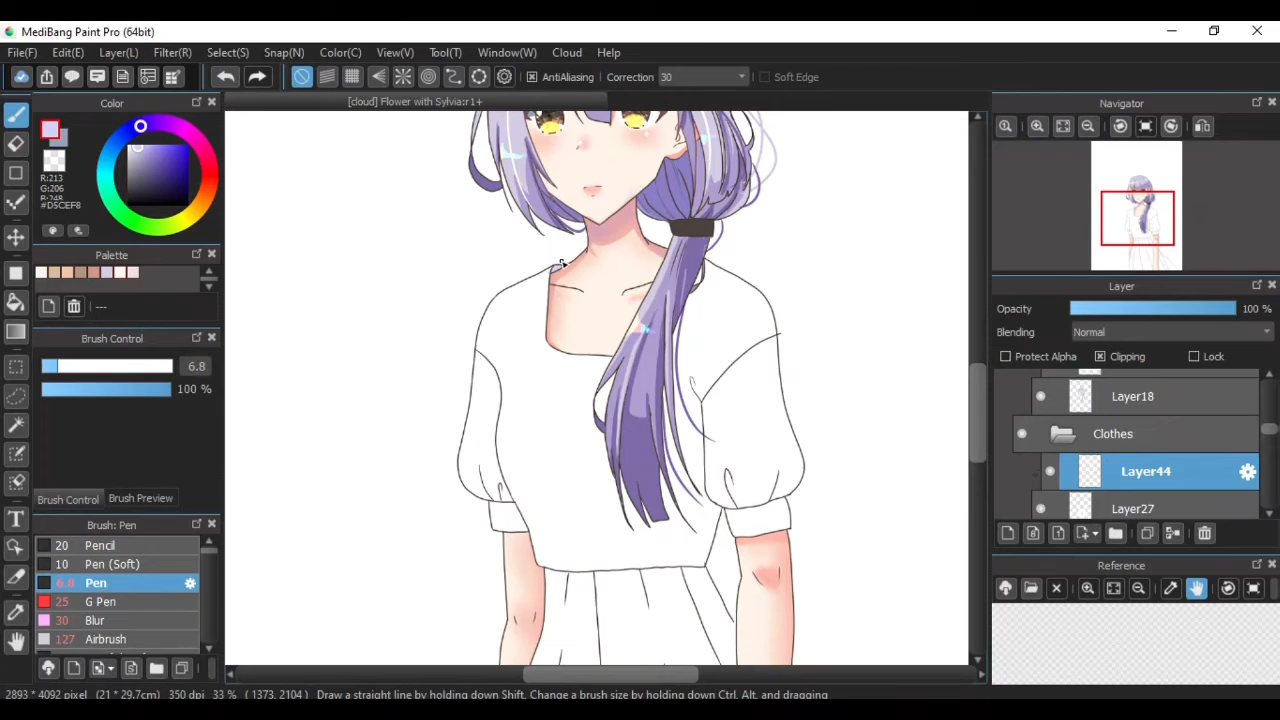 MediBang Paint Pro (64bit)
File(F) Edit(E) Layer(L) Filter(R) Select(S) Snap(N) Color(C) View(V) Tool(T) Window(W) Cloud Help
AntiAliasing Correction 30 Soft Edge
Color
[cloud] Flower with Sylvia:r1+
Navigator
R:213
G:206
B:248
#D5CEF8
Palette
---
Brush Control
6.8
100 %
Brush Control Brush Preview
Brush: Pen
20 Pencil
10 Pen (Soft)
6.8 Pen
25 G Pen
30 Blur
127 Airbrush
Layer
Opacity 100 %
Blending Normal
Protect Alpha Clipping Lock
Layer18
Clothes
Layer44
Layer27
Reference
2893 * 4092 pixel (21 * 29.7cm) 350 dpi 33 % ( 1373, 2104 ) Draw a straight line by holding down Shift, Change a brush size by holding down Ctrl, Alt, and dragging